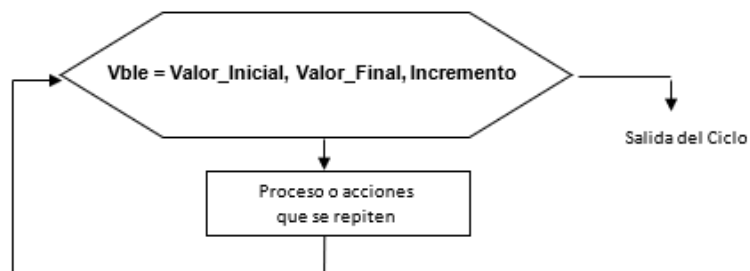 Vble = Valor_Inicial, Valor_Final, Incremento
Salida del Ciclo
Proceso o acciones
que se repiten